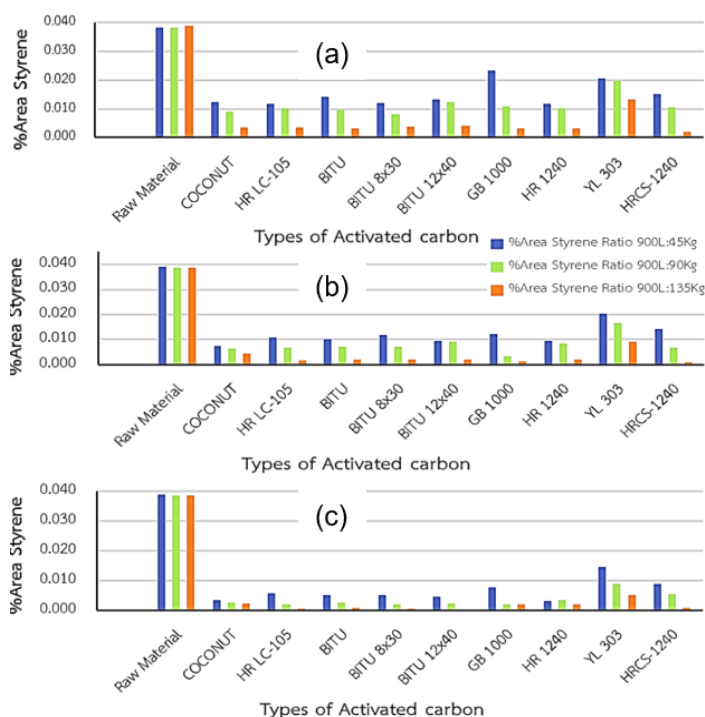 %Area Styrene
0.040
0.030
0.020
0.010
0.000
(a)
Raw Material
COCONUT
HR LC-105
BITU
BITU 8x30
BITU 12x40
GB 1000
HR 1240
YL 303
HRCS-1240
Types of Activated carbon
%Area Styrene Ratio 900L:45Kg
%Area Styrene Ratio 900L:90Kg
%Area Styrene Ratio 900L:135Kg
%Area Styrene
0.040
0.030
0.020
0.010
0.000
(b)
Raw Material
COCONUT
HR LC-105
BITU
BITU 8x30
BITU 12x40
GB 1000
HR 1240
YL 303
HRCS-1240
Types of Activated carbon
%Area Styrene
0.040
0.030
0.020
0.010
0.000
(c)
Raw Material
COCONUT
HR LC-105
BITU
BITU 8x30
BITU 12x40
GB 1000
HR 1240
YL 303
HRCS-1240
Types of Activated carbon